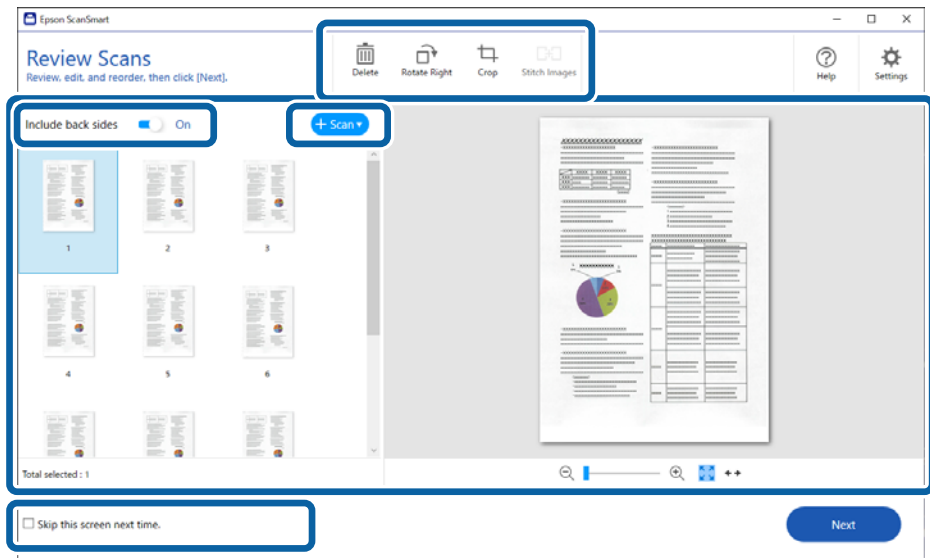 Epson ScanSmart
Review Scans
Review, edit, and reorder, then click [Next].
Delete
Rotate Right
Crop
Stitch Images
Help
Settings
Include back sides On
+ Scan
1 2 3
4 5 6
Total selected : 1
Skip this screen next time.
Next